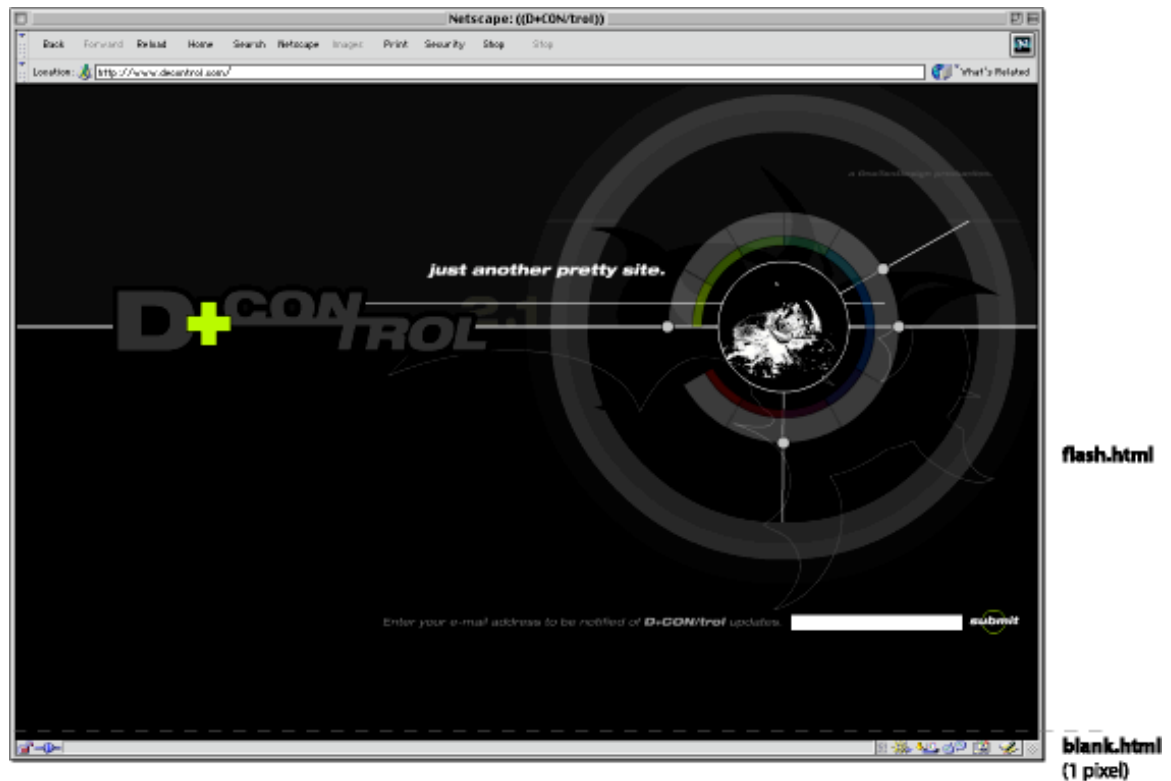 Netscape: ((D+CON/trol))
Back Forward Reload Home Search Netscape Images Print Security Shop Stop
Location: http://www.decontrol.com/ What's Related
just another pretty site.
D+CON
TROL 2.1
flash.html
Enter your e-mail address to be notified of D+CON/trol updates. submit
blank.html
(1 pixel)